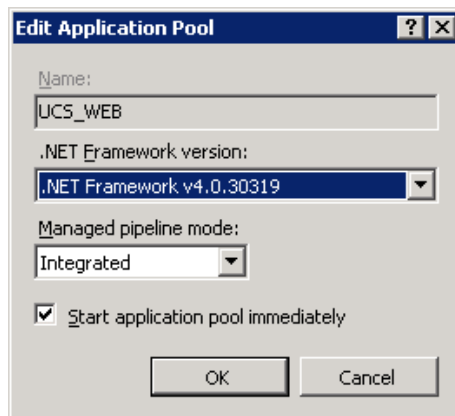 Edit Application Pool
Name:
UCS_WEB
.NET Framework version:
.NET Framework v4.0.30319
Managed pipeline mode:
Integrated
Start application pool immediately
OK Cancel